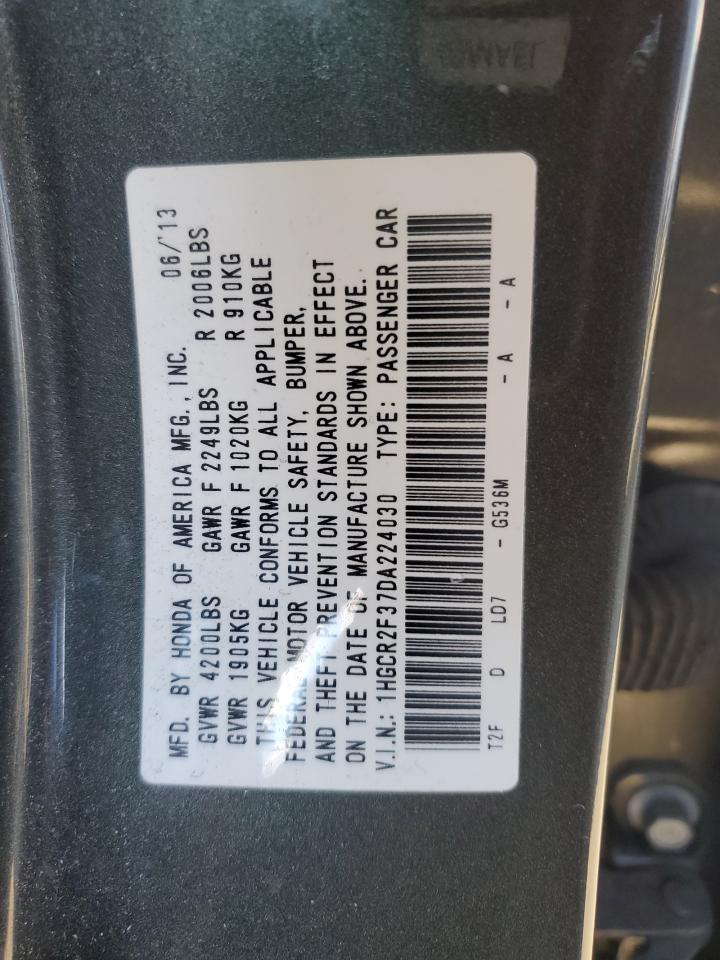 MFD. BY HONDA OF AMERICA MFG., INC. 06/'13
GVWR 4200LBS GAWR F 2249LBS R 2006LBS
GVWR 1905KG GAWR F 1020KG R 910KG
THIS VEHICLE CONFORMS TO ALL APPLICABLE
FEDERAL MOTOR VEHICLE SAFETY, BUMPER,
AND THEFT PREVENTION STANDARDS IN EFFECT
ON THE DATE OF MANUFACTURE SHOWN ABOVE.
V.I.N.: 1HGCR2F37DA224030 TYPE: PASSENGER CAR
T2F D LD7 - G536M - A - A